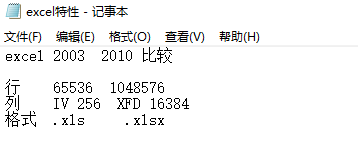 excel特性 - 记事本
文件(F) 编辑(E) 格式(O) 查看(V) 帮助(H)
excel 2003 2010 比较
行 65536 1048576
列 IV 256 XFD 16384
格式 .xls .xlsx